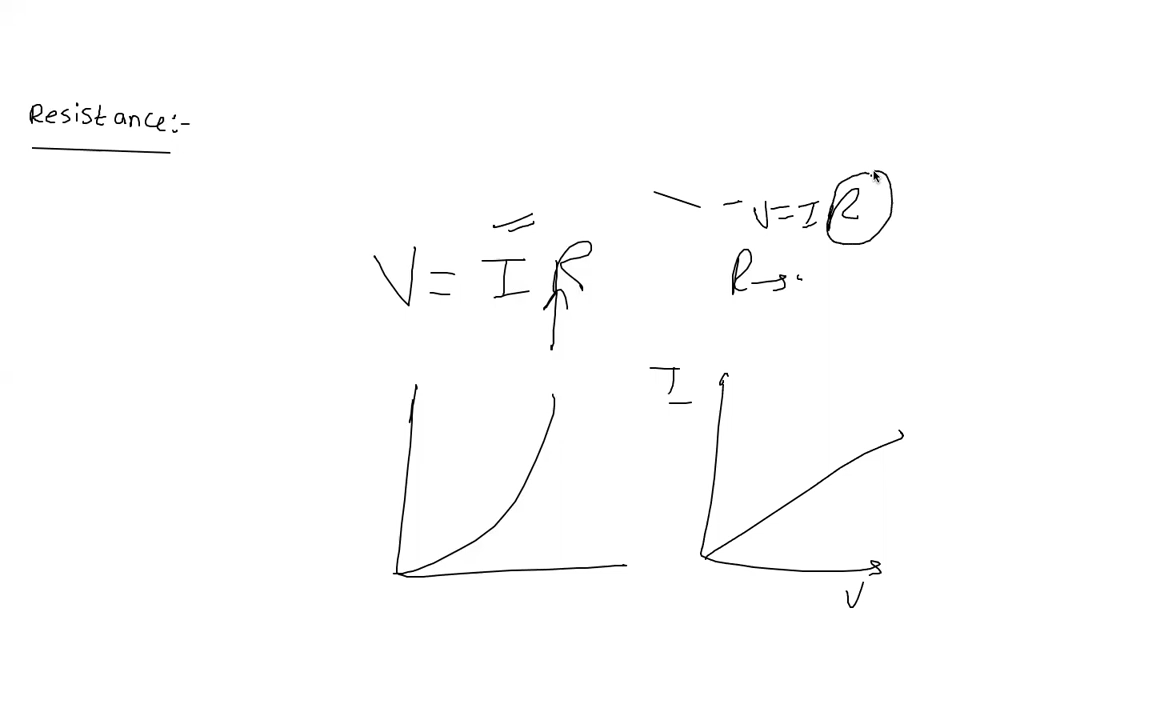 Resistance:-
V=IR
V=IR
R→
I
V